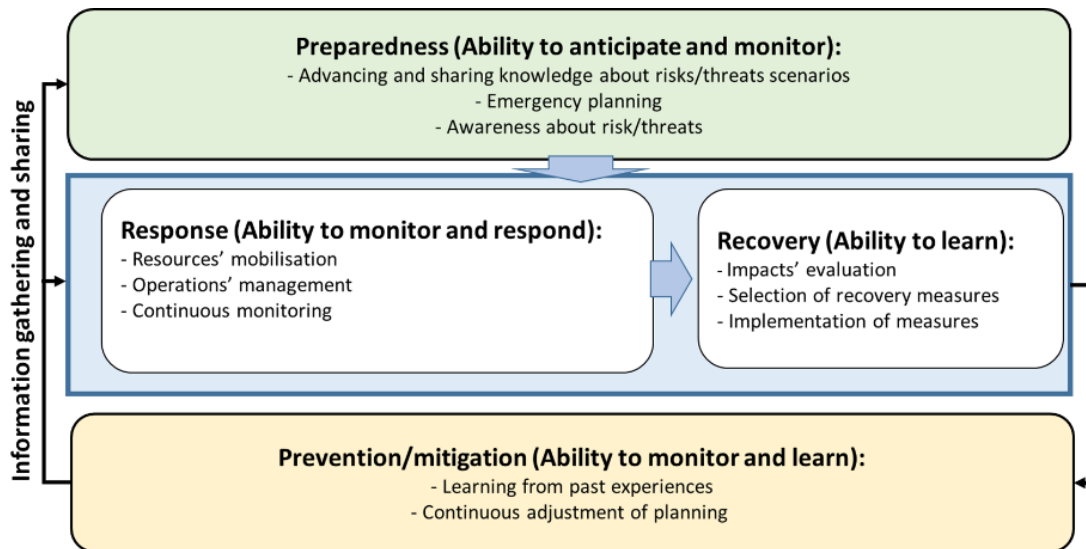 Preparedness (Ability to anticipate and monitor):
- Advancing and sharing knowledge about risks/threats scenarios
- Emergency planning
- Awareness about risk/threats
Information gathering and sharing
Response (Ability to monitor and respond):
- Resources’ mobilisation
- Operations’ management
- Continuous monitoring
Recovery (Ability to learn):
- Impacts’ evaluation
- Selection of recovery measures
- Implementation of measures
Prevention/mitigation (Ability to monitor and learn):
- Learning from past experiences
- Continuous adjustment of planning